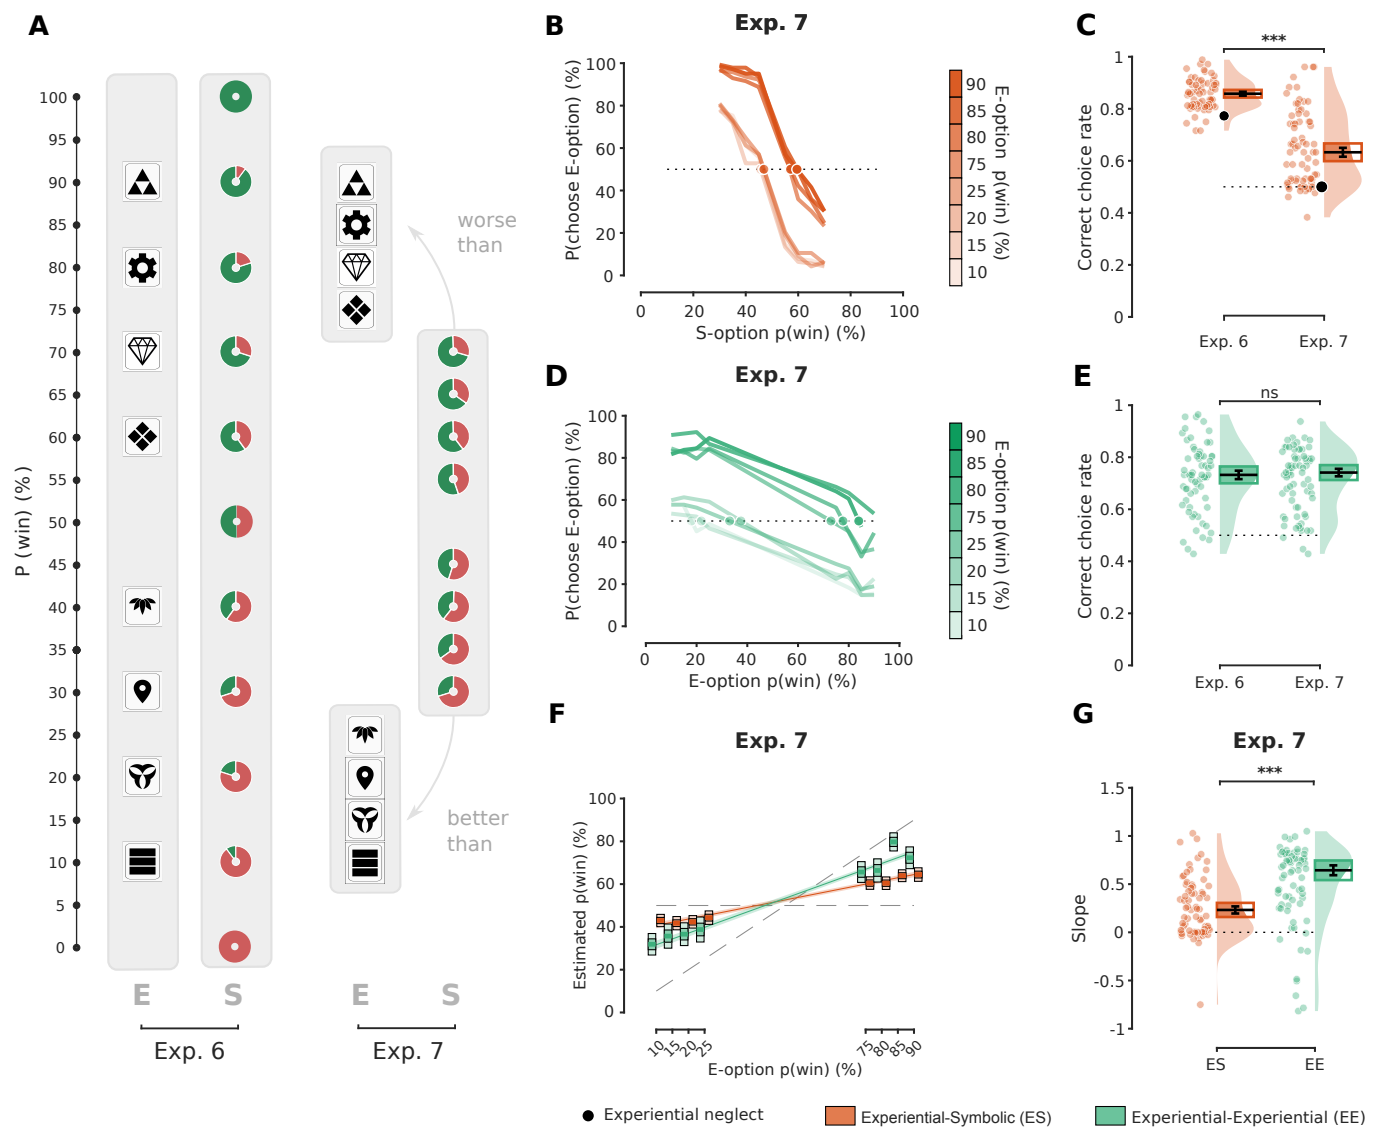 A
100
95
90
85
80
75
70
65
60
55
50
45
40
35
30
25
20
15
10
5
0
P (win) (%)
E
S
Exp. 6
worse
than
better
than
E
S
Exp. 7
B
Exp. 7
100
80
60
40
20
0
P(choose E-option) (%)
0 20 40 60 80 100
S-option p(win) (%)
90
85
80
75
25
20
15
10
E-option p(win) (%)
C
***
1
0.8
0.6
0.4
0.2
0
Correct choice rate
Exp. 6 Exp. 7
D
Exp. 7
100
80
60
40
20
0
P(choose E-option) (%)
0 20 40 60 80 100
E-option p(win) (%)
90
85
80
75
25
20
15
10
E-option p(win) (%)
E
ns
1
0.8
0.6
0.4
0.2
0
Correct choice rate
Exp. 6 Exp. 7
F
Exp. 7
100
80
60
40
20
0
Estimated p(win) (%)
10 15 20 25 75 80 85 90
E-option p(win) (%)
G
Exp. 7
***
1.5
1
0.5
0
-0.5
-1
Slope
ES EE
Experiential neglect
Experiential-Symbolic (ES)
Experiential-Experiential (EE)